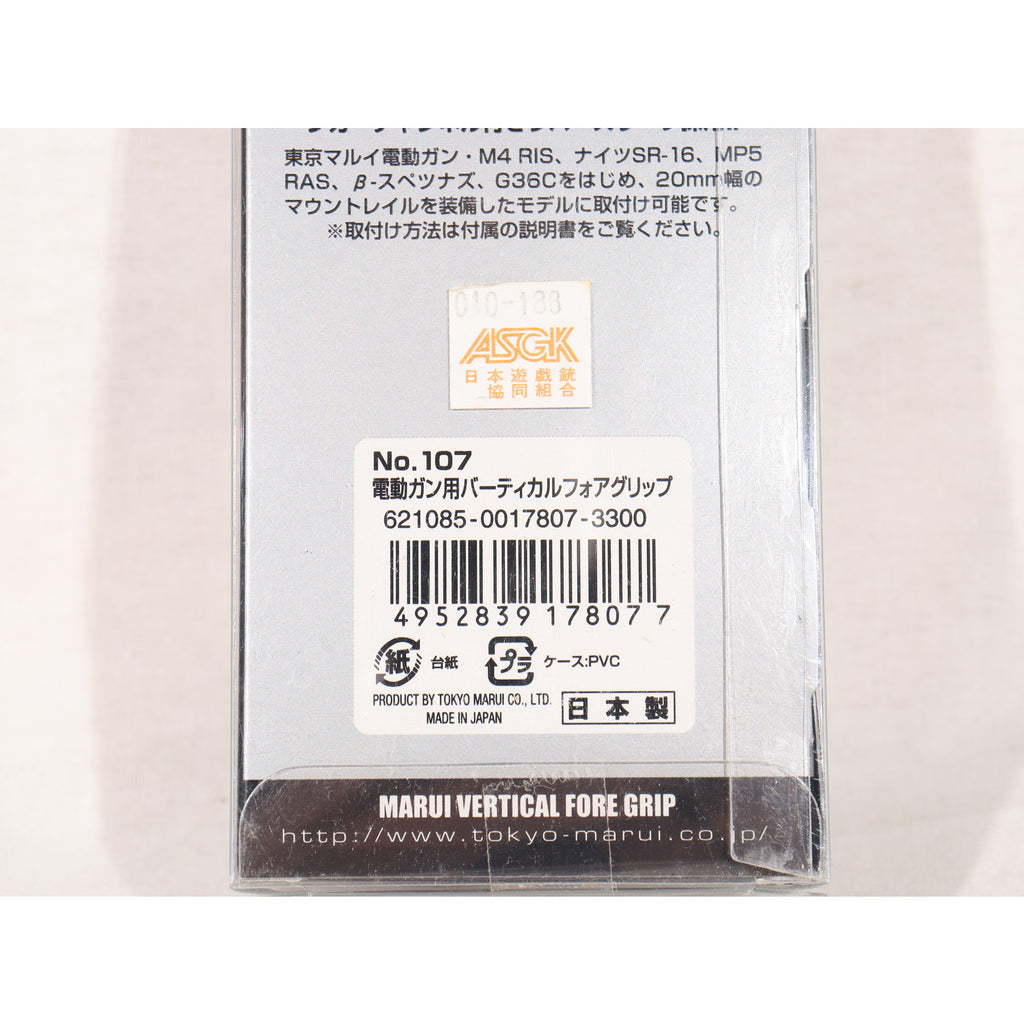 東京マルイ電動ガン・M4 RIS、ナイツSR-16、MP5
RAS、β-スペツナズ、G36Cをはじめ、20mm幅の
マウントレイルを装備したモデルに取付け可能です。
※取付け方法は付属の説明書をご覧ください。
010-188
ASGK
日本遊戯銃
協同組合
No.107
電動ガン用バーティカルフォアグリップ
621085-0017807-3300
4952839178077
紙 台紙 プラ ケース:PVC
PRODUCT BY TOKYO MARUI CO., LTD.
MADE IN JAPAN
日本製
MARUI VERTICAL FORE GRIP
http://www.tokyo-marui.co.jp/